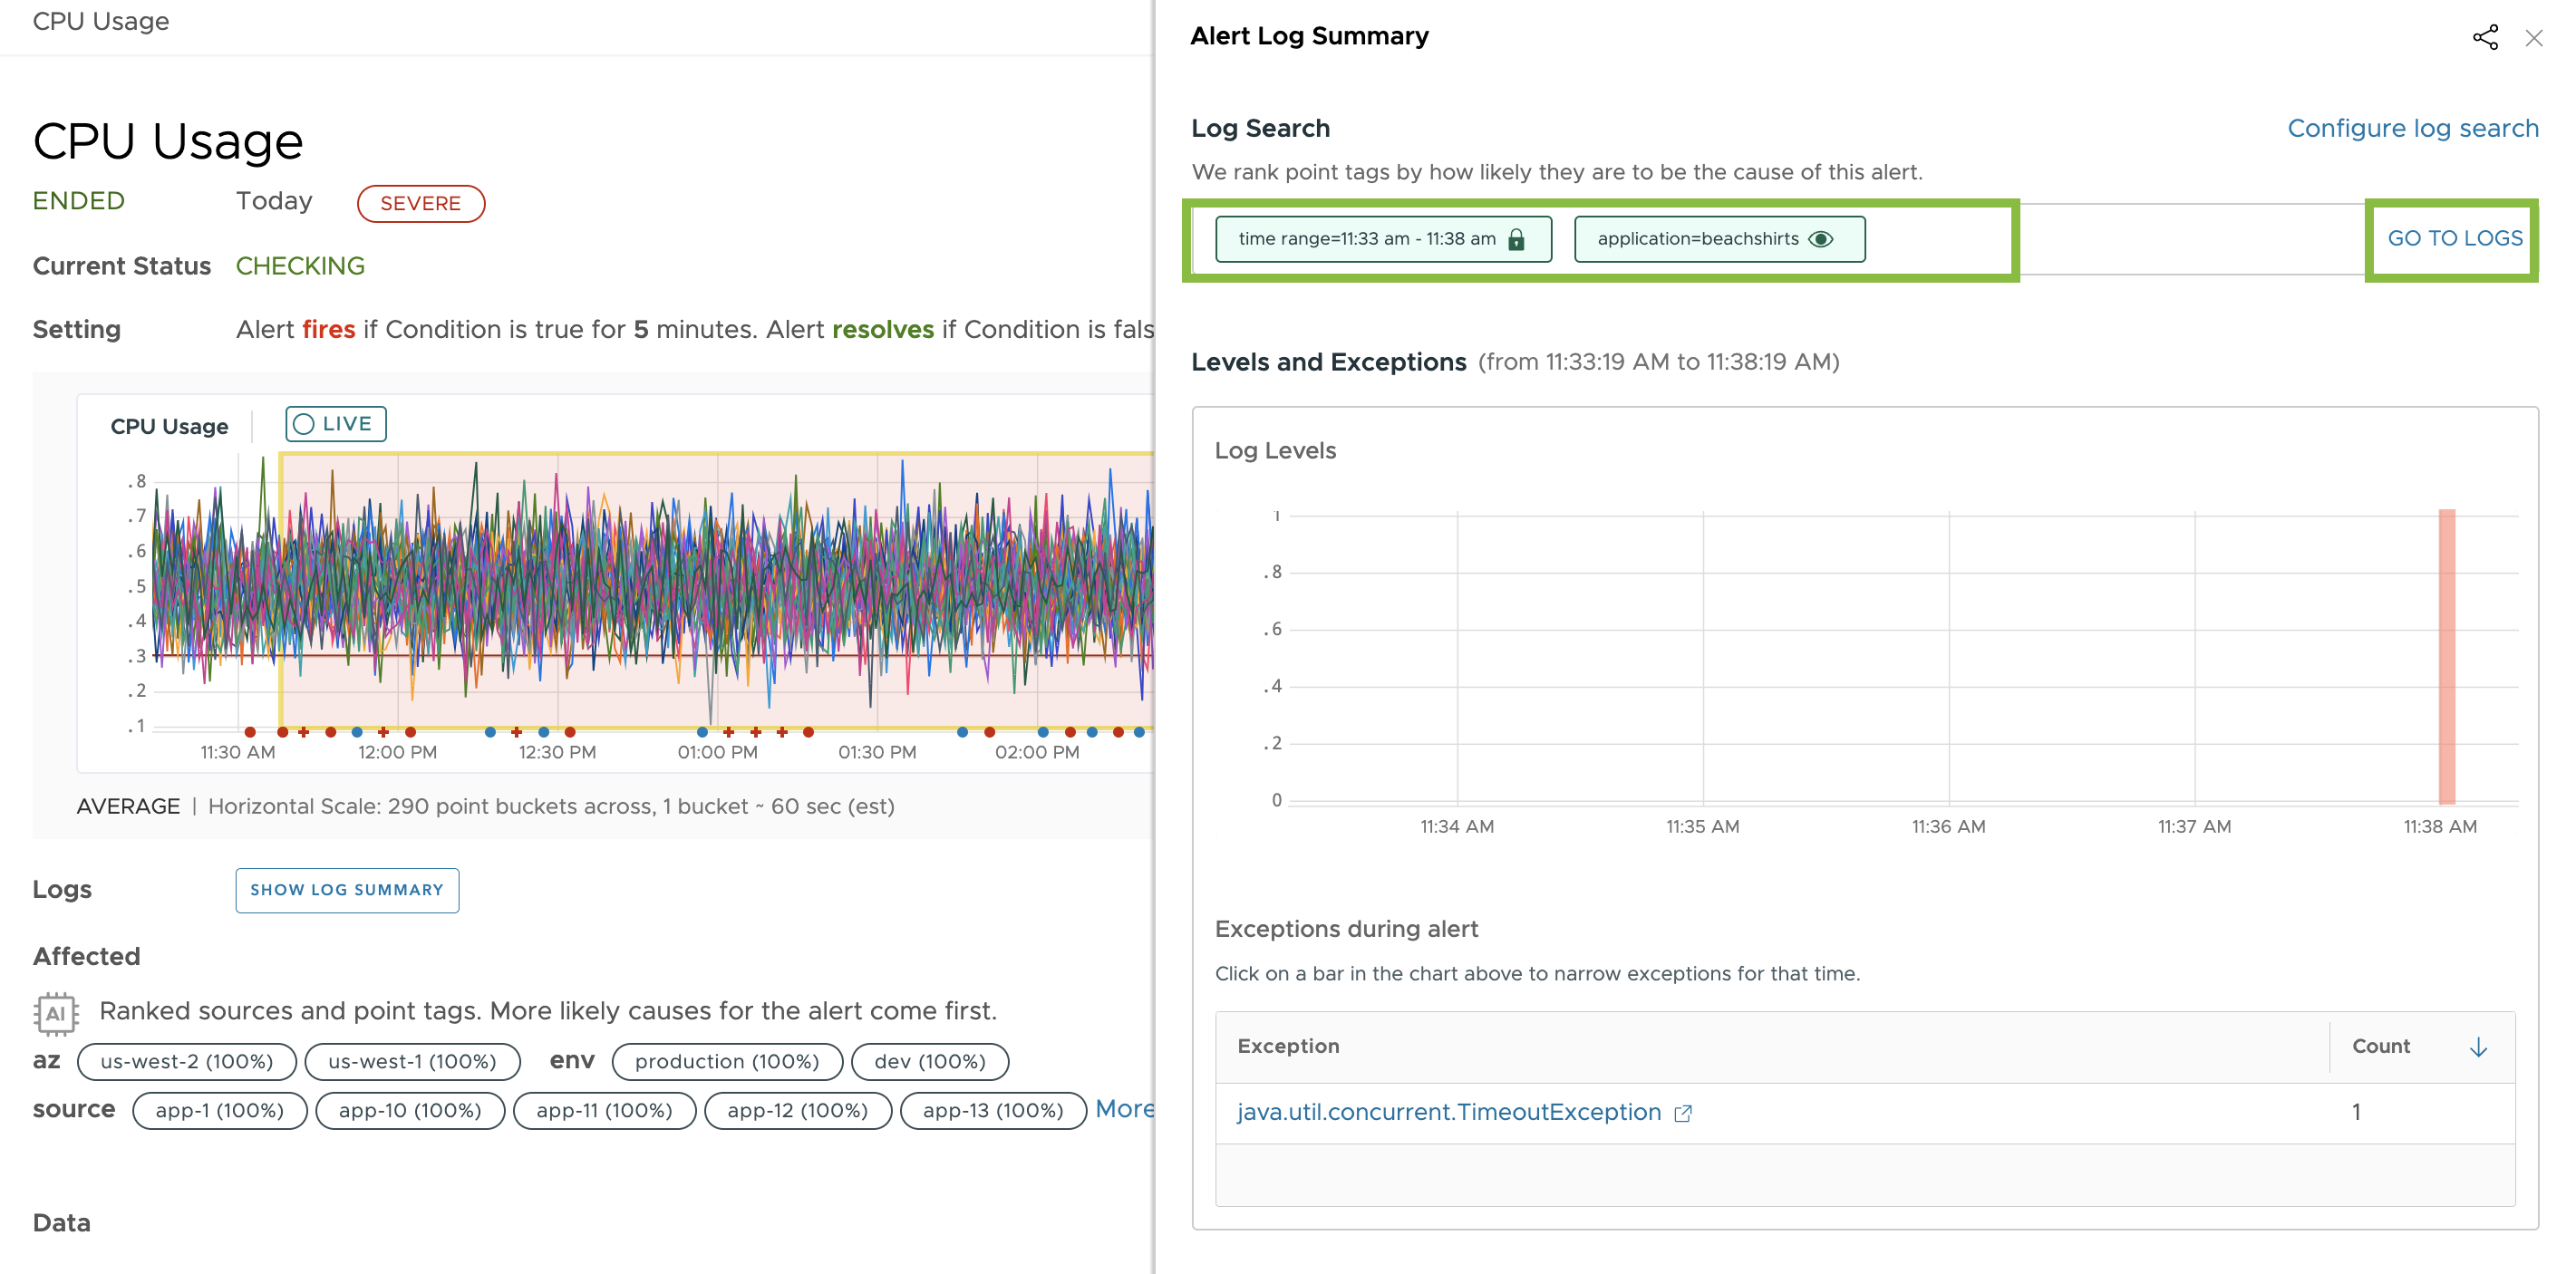 CPU Usage
CPU Usage
ENDED Today SEVERE
Current Status CHECKING
Setting Alert fires if Condition is true for 5 minutes. Alert resolves if Condition is fals
CPU Usage LIVE
.8
.7
.6
.5
.4
.3
.2
.1
11:30 AM 12:00 PM 12:30 PM 01:00 PM 01:30 PM 02:00 PM
AVERAGE | Horizontal Scale: 290 point buckets across, 1 bucket ~ 60 sec (est)
Logs SHOW LOG SUMMARY
Affected
AI Ranked sources and point tags. More likely causes for the alert come first.
az us-west-2 (100%) us-west-1 (100%) env production (100%) dev (100%)
source app-1 (100%) app-10 (100%) app-11 (100%) app-12 (100%) app-13 (100%) More
Data
Alert Log Summary
Log Search Configure log search
We rank point tags by how likely they are to be the cause of this alert.
time range=11:33 am - 11:38 am application=beachshirts GO TO LOGS
Levels and Exceptions (from 11:33:19 AM to 11:38:19 AM)
Log Levels
1
.8
.6
.4
.2
0
11:34 AM 11:35 AM 11:36 AM 11:37 AM 11:38 AM
Exceptions during alert
Click on a bar in the chart above to narrow exceptions for that time.
Exception Count
java.util.concurrent.TimeoutException 1